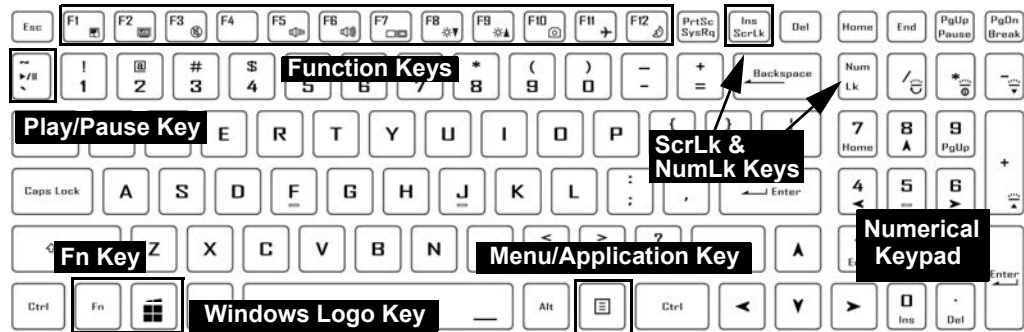 Esc F1 F2 F3 F4 F5 F6 F7 F8 F9 F10 F11 F12 PrtSc Ins Del Home End PgUp PgDn
SysRq ScrLk Pause Break
~ ! @ # $ Function Keys * ( ) — + Backspace Num / * -
` 1 2 3 4 5 6 7 8 9 0 - = Lk
Play/Pause Key E R T Y U I O P { } 7 8 9 +
ScrLk & Home PgUp
NumLk Keys
Caps Lock A S D F G H J K L : ; , Enter 4 5 6
Numerical
Keypad
Fn Key Z X C V B N < > ? Menu/Application Key Enter
Ctrl Fn Windows Logo Key Alt Ctrl 0 .
Ins Del